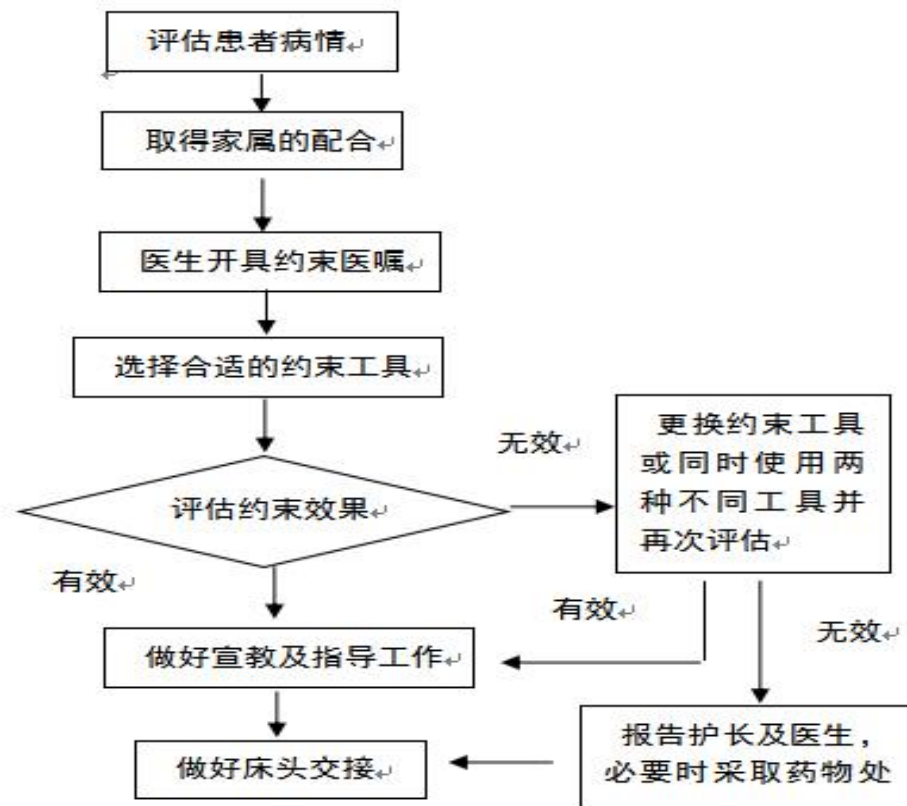 评估患者病情
取得家属的配合
医生开具约束医嘱
选择合适的约束工具
评估约束效果
无效
更换约束工具
或同时使用两
种不同工具并
再次评估
有效
有效
无效
做好宣教及指导工作
报告护长及医生，
必要时采取药物处
做好床头交接